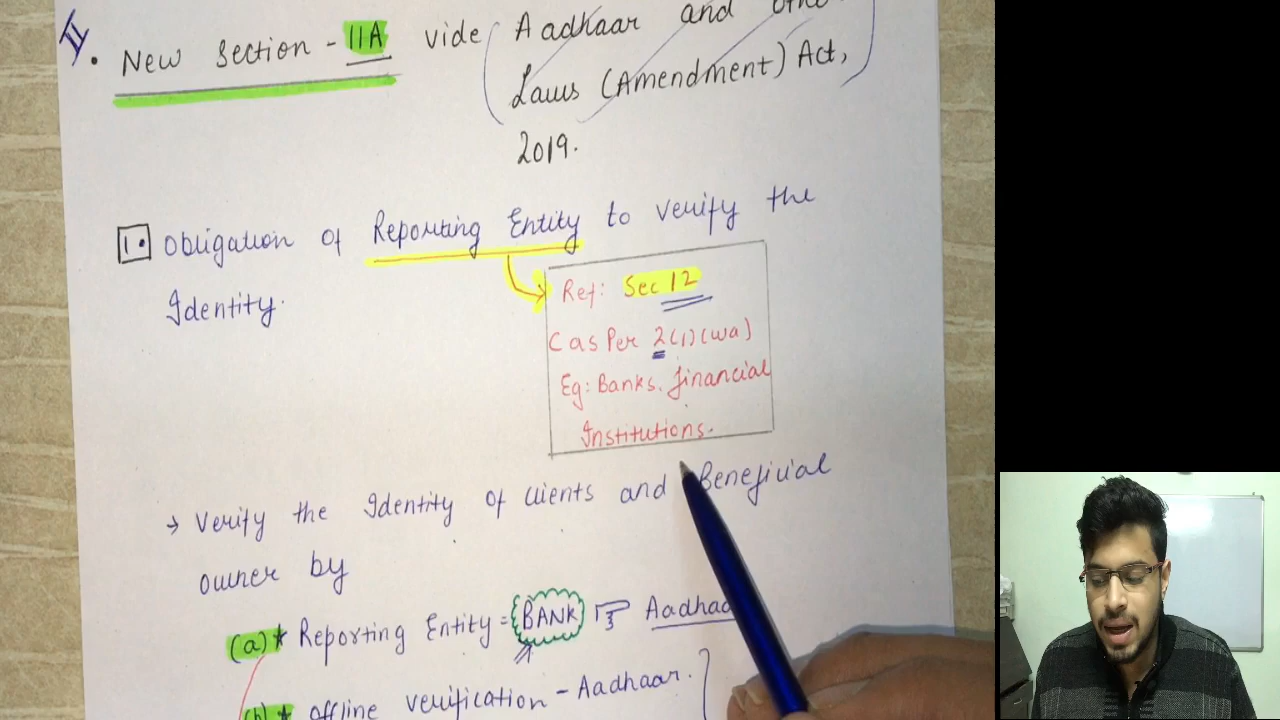 II. New Section - 11A vide (Aadhaar and
Laws (Amendment) Act,)
2019.
1. Obligation of Reporting Entity to verify the
Identity.
Ref: Sec 12
(as Per 2(1)(wa)
Eg: Banks, Financial
Institutions.
→ Verify the Identity of clients and Beneficial
owner by
(a)* Reporting Entity = BANK Aadhaa
(b)* offline verification - Aadhaar.